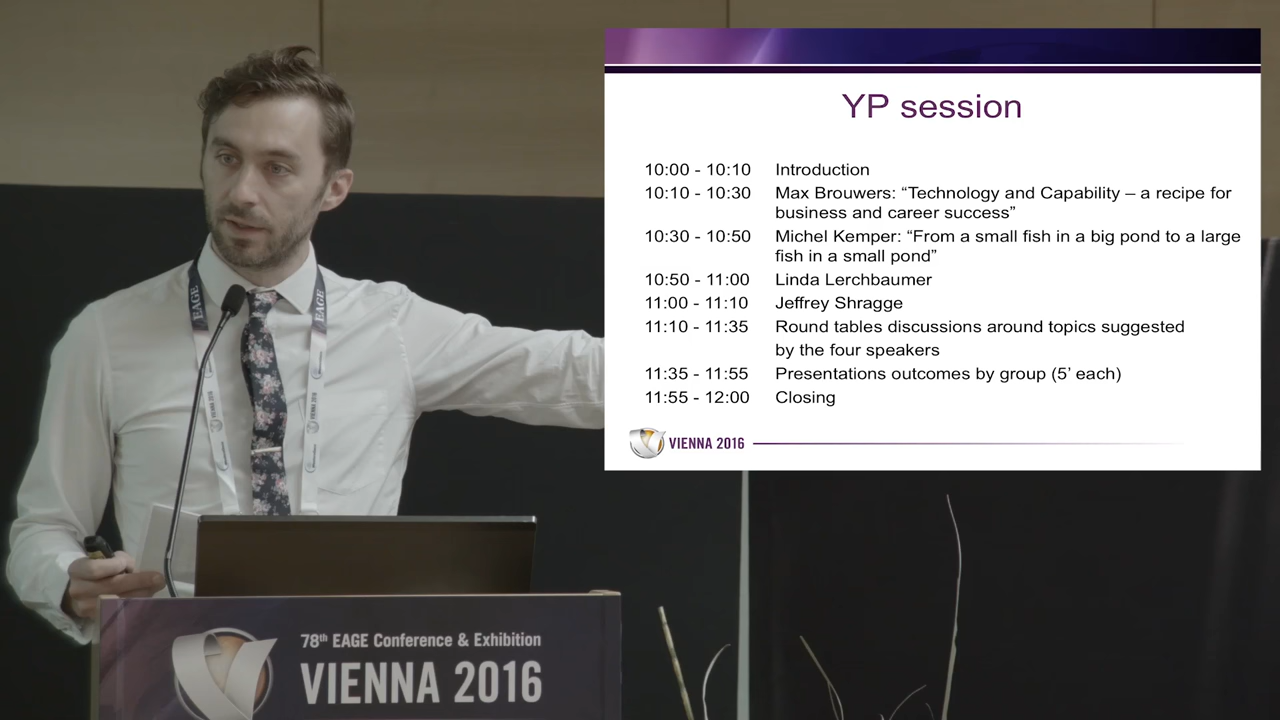 YP session
10:00 - 10:10 Introduction
10:10 - 10:30 Max Brouwers: “Technology and Capability – a recipe for
business and career success”
10:30 - 10:50 Michel Kemper: “From a small fish in a big pond to a large
fish in a small pond”
10:50 - 11:00 Linda Lerchbaumer
11:00 - 11:10 Jeffrey Shragge
11:10 - 11:35 Round tables discussions around topics suggested
by the four speakers
11:35 - 11:55 Presentations outcomes by group (5’ each)
11:55 - 12:00 Closing
VIENNA 2016
EAGE
EAGE
78th EAGE Conference & Exhibition
VIENNA 2016